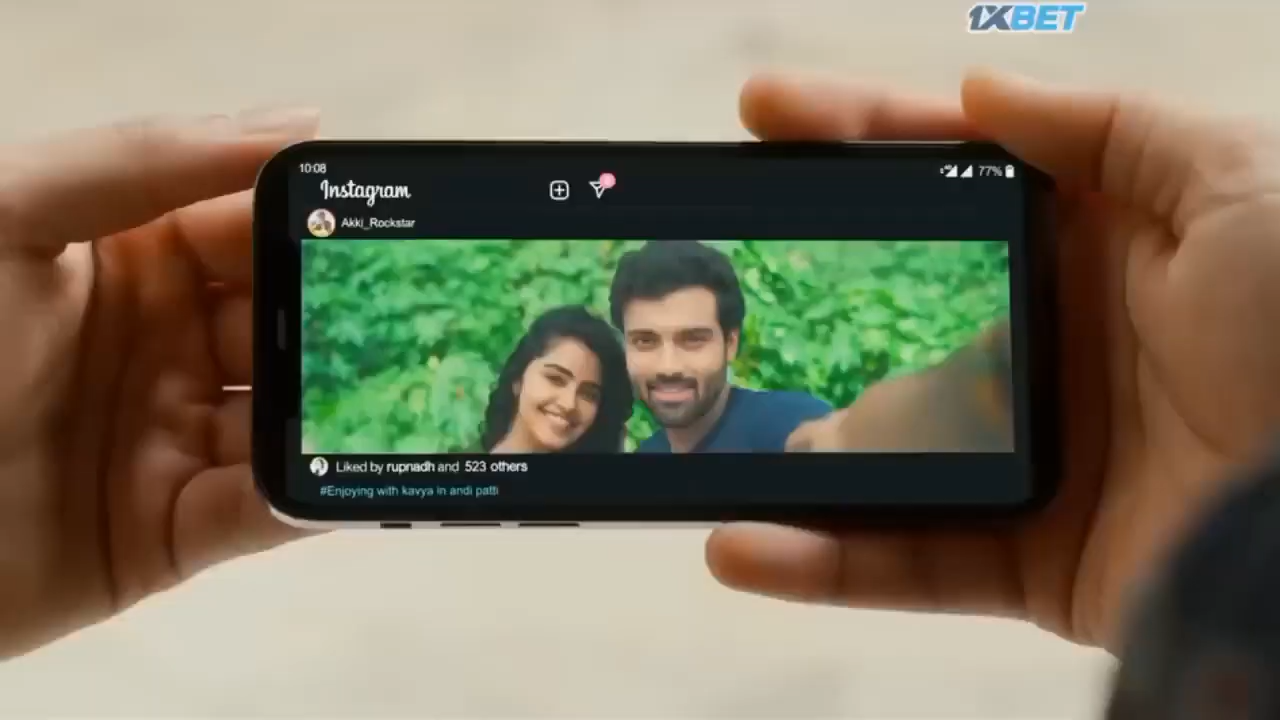 1XBET
10:08
77%
Instagram
Akki_Rockstar
Liked by rupnadh and 523 others
#Enjoying with kavya in andi patti